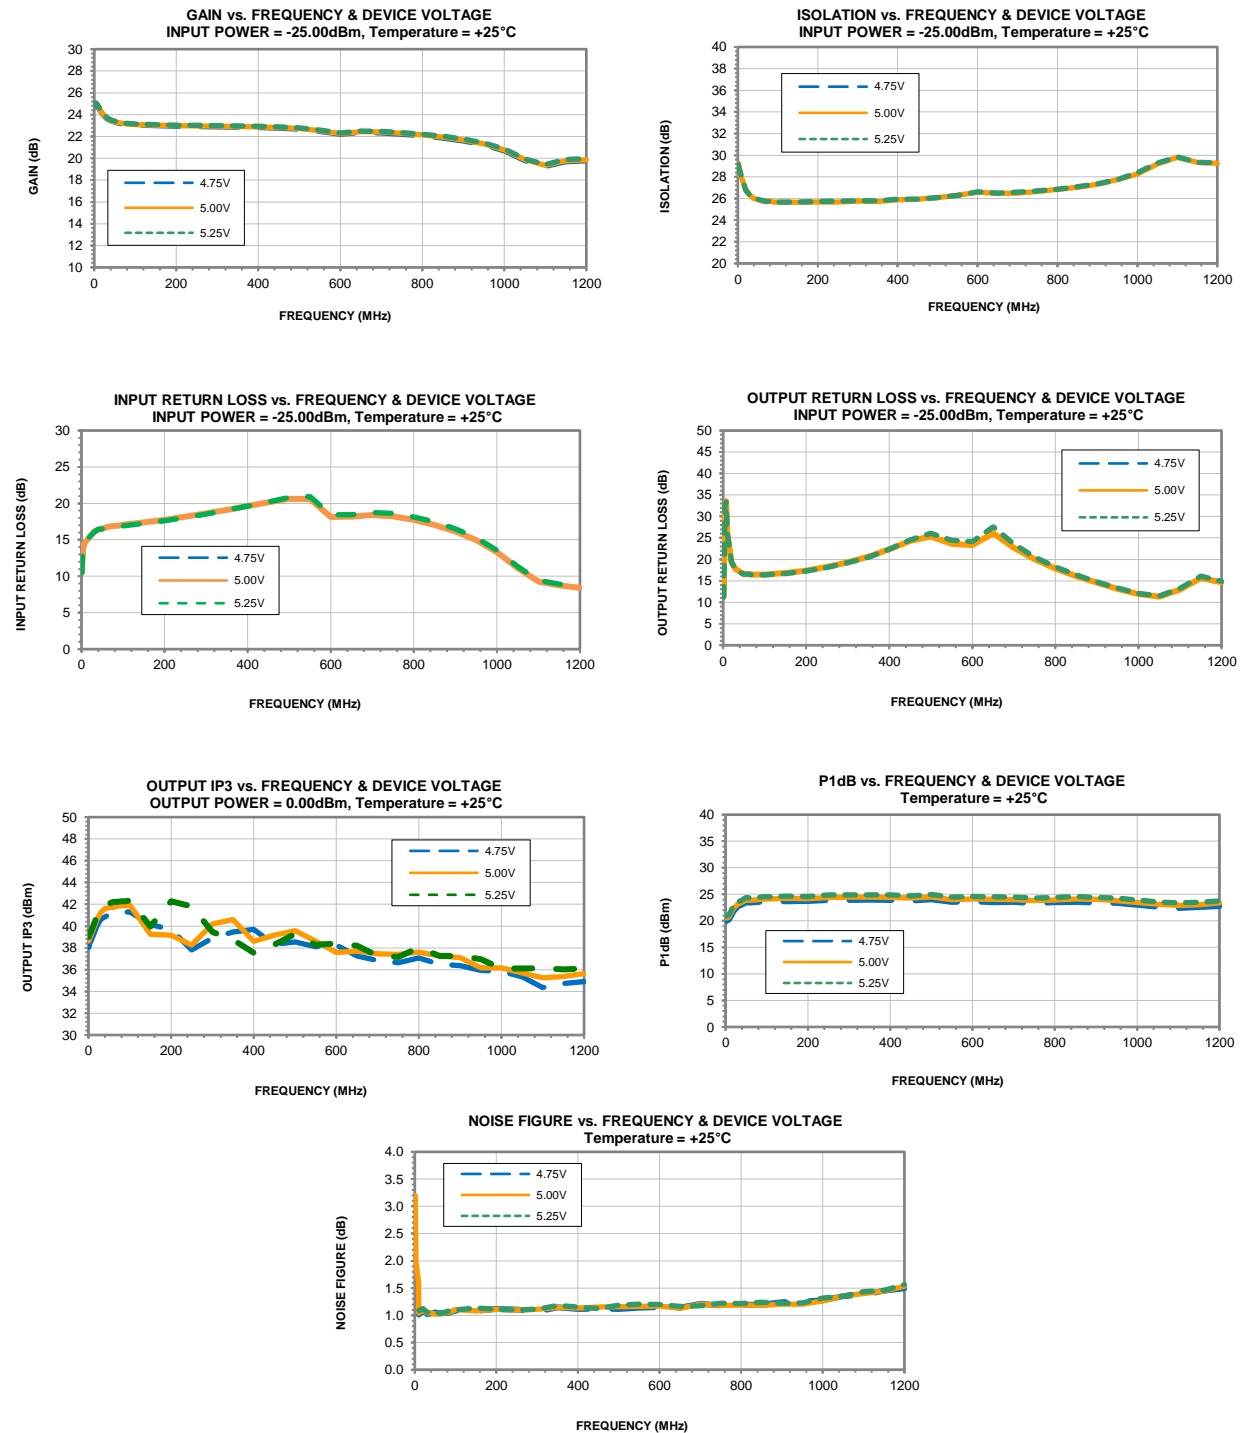 GAIN vs. FREQUENCY & DEVICE VOLTAGE
INPUT POWER = -25.00dBm, Temperature = +25°C
30
28
26
24
22
20
18
16
14
12
10
GAIN (dB)
4.75V
5.00V
5.25V
0 200 400 600 800 1000 1200
FREQUENCY (MHz)
ISOLATION vs. FREQUENCY & DEVICE VOLTAGE
INPUT POWER = -25.00dBm, Temperature = +25°C
40
38
36
34
32
30
28
26
24
22
20
ISOLATION (dB)
4.75V
5.00V
5.25V
0 200 400 600 800 1000 1200
FREQUENCY (MHz)
INPUT RETURN LOSS vs. FREQUENCY & DEVICE VOLTAGE
INPUT POWER = -25.00dBm, Temperature = +25°C
30
25
20
15
10
5
0
INPUT RETURN LOSS (dB)
4.75V
5.00V
5.25V
0 200 400 600 800 1000 1200
FREQUENCY (MHz)
OUTPUT RETURN LOSS vs. FREQUENCY & DEVICE VOLTAGE
INPUT POWER = -25.00dBm, Temperature = +25°C
50
45
40
35
30
25
20
15
10
5
0
OUTPUT RETURN LOSS (dB)
4.75V
5.00V
5.25V
0 200 400 600 800 1000 1200
FREQUENCY (MHz)
OUTPUT IP3 vs. FREQUENCY & DEVICE VOLTAGE
OUTPUT POWER = 0.00dBm, Temperature = +25°C
50
48
46
44
42
40
38
36
34
32
30
OUTPUT IP3 (dBm)
4.75V
5.00V
5.25V
0 200 400 600 800 1000 1200
FREQUENCY (MHz)
P1dB vs. FREQUENCY & DEVICE VOLTAGE
Temperature = +25°C
40
35
30
25
20
15
10
5
0
P1dB (dBm)
4.75V
5.00V
5.25V
0 200 400 600 800 1000 1200
FREQUENCY (MHz)
NOISE FIGURE vs. FREQUENCY & DEVICE VOLTAGE
Temperature = +25°C
4.0
3.5
3.0
2.5
2.0
1.5
1.0
0.5
0.0
NOISE FIGURE (dB)
4.75V
5.00V
5.25V
0 200 400 600 800 1000 1200
FREQUENCY (MHz)